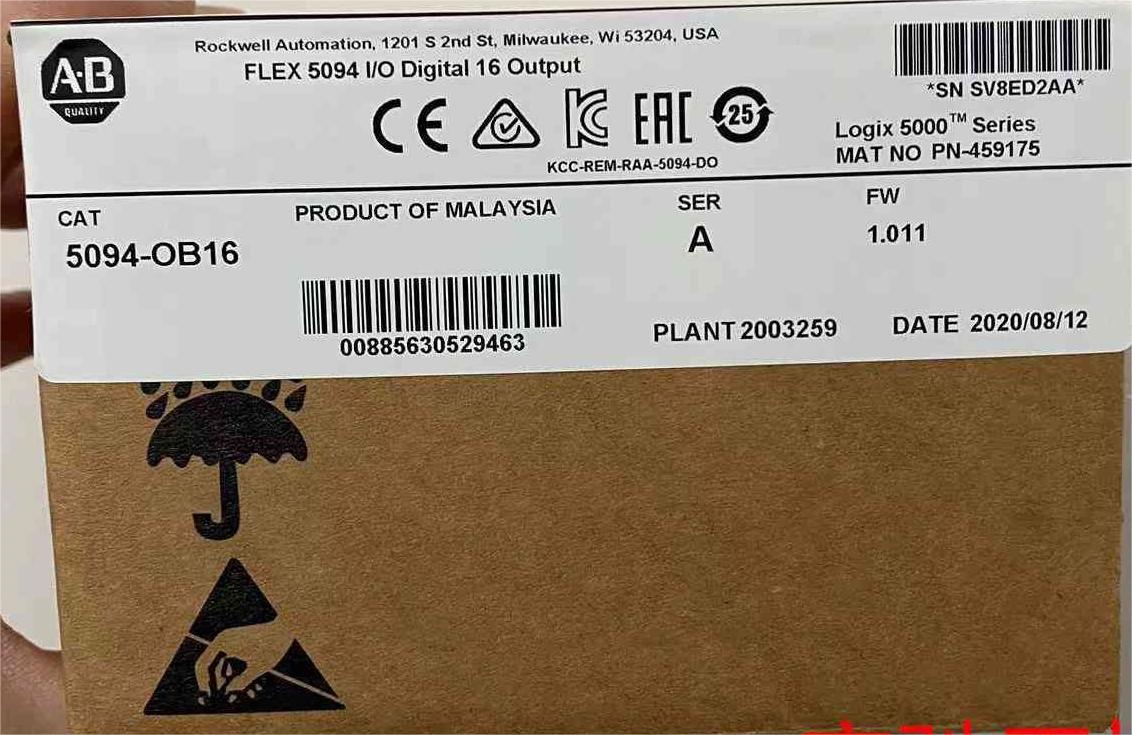 A·B
QUALITY
Rockwell Automation, 1201 S 2nd St, Milwaukee, Wi 53204, USA
FLEX 5094 I/O Digital 16 Output
CE
KC
EAC
25
KCC-REM-RAA-5094-DO
*SN SV8ED2AA*
Logix 5000™ Series
MAT NO PN-459175
CAT
5094-OB16
PRODUCT OF MALAYSIA
00885630529463
SER
A
FW
1.011
PLANT 2003259
DATE 2020/08/12